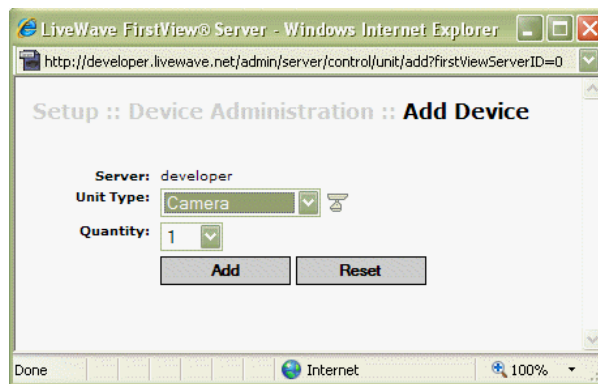 LiveWave FirstView® Server - Windows Internet Explorer
http://developer.livewave.net/admin/server/control/unit/add?firstViewServerID=0
Setup :: Device Administration :: Add Device
Server: developer
Unit Type: Camera
Quantity: 1
Add Reset
Done Internet 100%